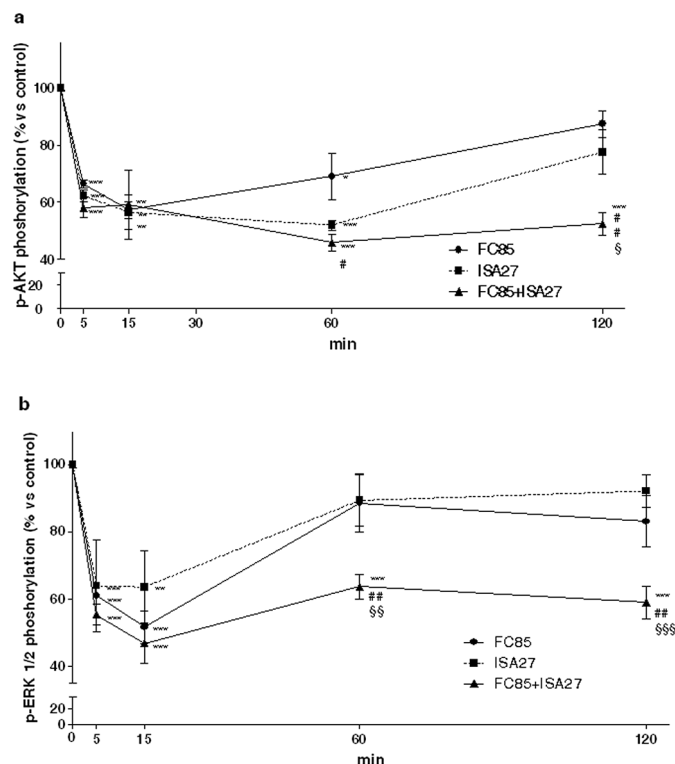 a
p-AKT phoshorylation (% vs control)
100
80
60
40
20
0
***
***
***
**
**
**
*
***
***
#
***
#
#
§
FC85
ISA27
FC85+ISA27
0 5 15 30 60 120
min
b
p-ERK 1/2 phoshorylation (% vs control)
100
80
60
40
20
0
***
***
***
**
***
***
***
##
§§
***
##
§§§
FC85
ISA27
FC85+ISA27
0 5 15 60 120
min